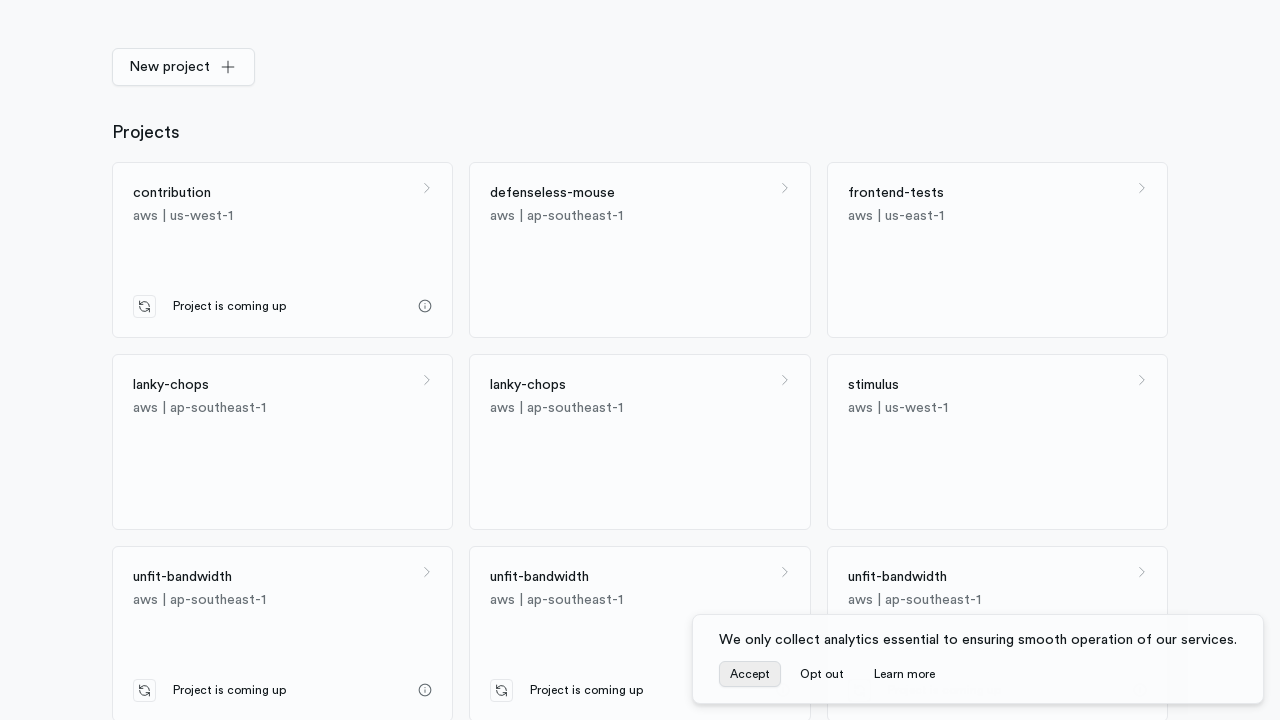 New project
Projects
contribution
aws | us-west-1
Project is coming up
defenseless-mouse
aws | ap-southeast-1
frontend-tests
aws | us-east-1
lanky-chops
aws | ap-southeast-1
lanky-chops
aws | ap-southeast-1
stimulus
aws | us-west-1
unfit-bandwidth
aws | ap-southeast-1
Project is coming up
unfit-bandwidth
aws | ap-southeast-1
Project is coming up
unfit-bandwidth
aws | ap-southeast-1
We only collect analytics essential to ensuring smooth operation of our services.
Accept
Opt out
Learn more